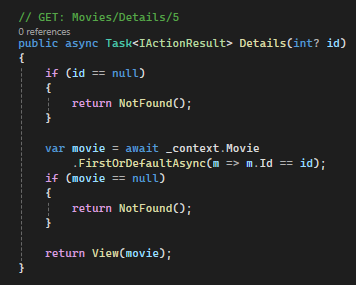 // GET: Movies/Details/5
0 references
public async Task<IActionResult> Details(int? id)
{
if (id == null)
{
return NotFound();
}
var movie = await _context.Movie
.FirstOrDefaultAsync(m => m.Id == id);
if (movie == null)
{
return NotFound();
}
return View(movie);
}